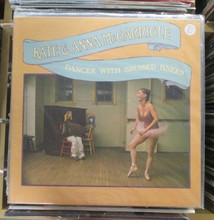 KATE & ANNA McGARRIGLE
DANCER WITH BRUISED KNEES